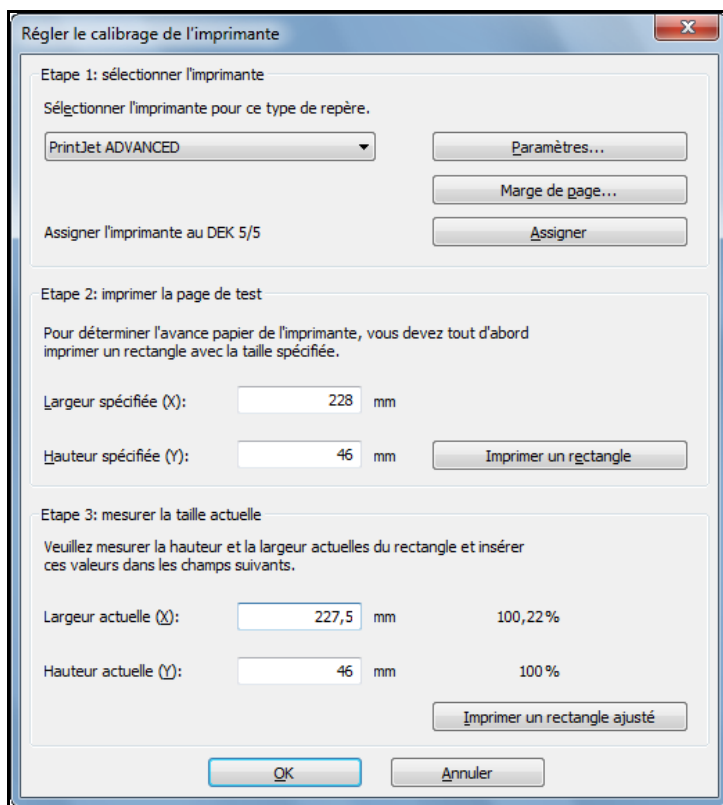 Régler le calibrage de l'imprimante
Etape 1: sélectionner l'imprimante
Sélectionner l'imprimante pour ce type de repère.
PrintJet ADVANCED
Paramètres...
Marge de page...
Assigner l'imprimante au DEK 5/5
Assigner
Etape 2: imprimer la page de test
Pour déterminer l'avance papier de l'imprimante, vous devez tout d'abord
imprimer un rectangle avec la taille spécifiée.
Largeur spécifiée (X): 228 mm
Hauteur spécifiée (Y): 46 mm
Imprimer un rectangle
Etape 3: mesurer la taille actuelle
Veuillez mesurer la hauteur et la largeur actuelles du rectangle et insérer
ces valeurs dans les champs suivants.
Largeur actuelle (X): 227,5 mm 100,22%
Hauteur actuelle (Y): 46 mm 100%
Imprimer un rectangle ajusté
OK
Annuler